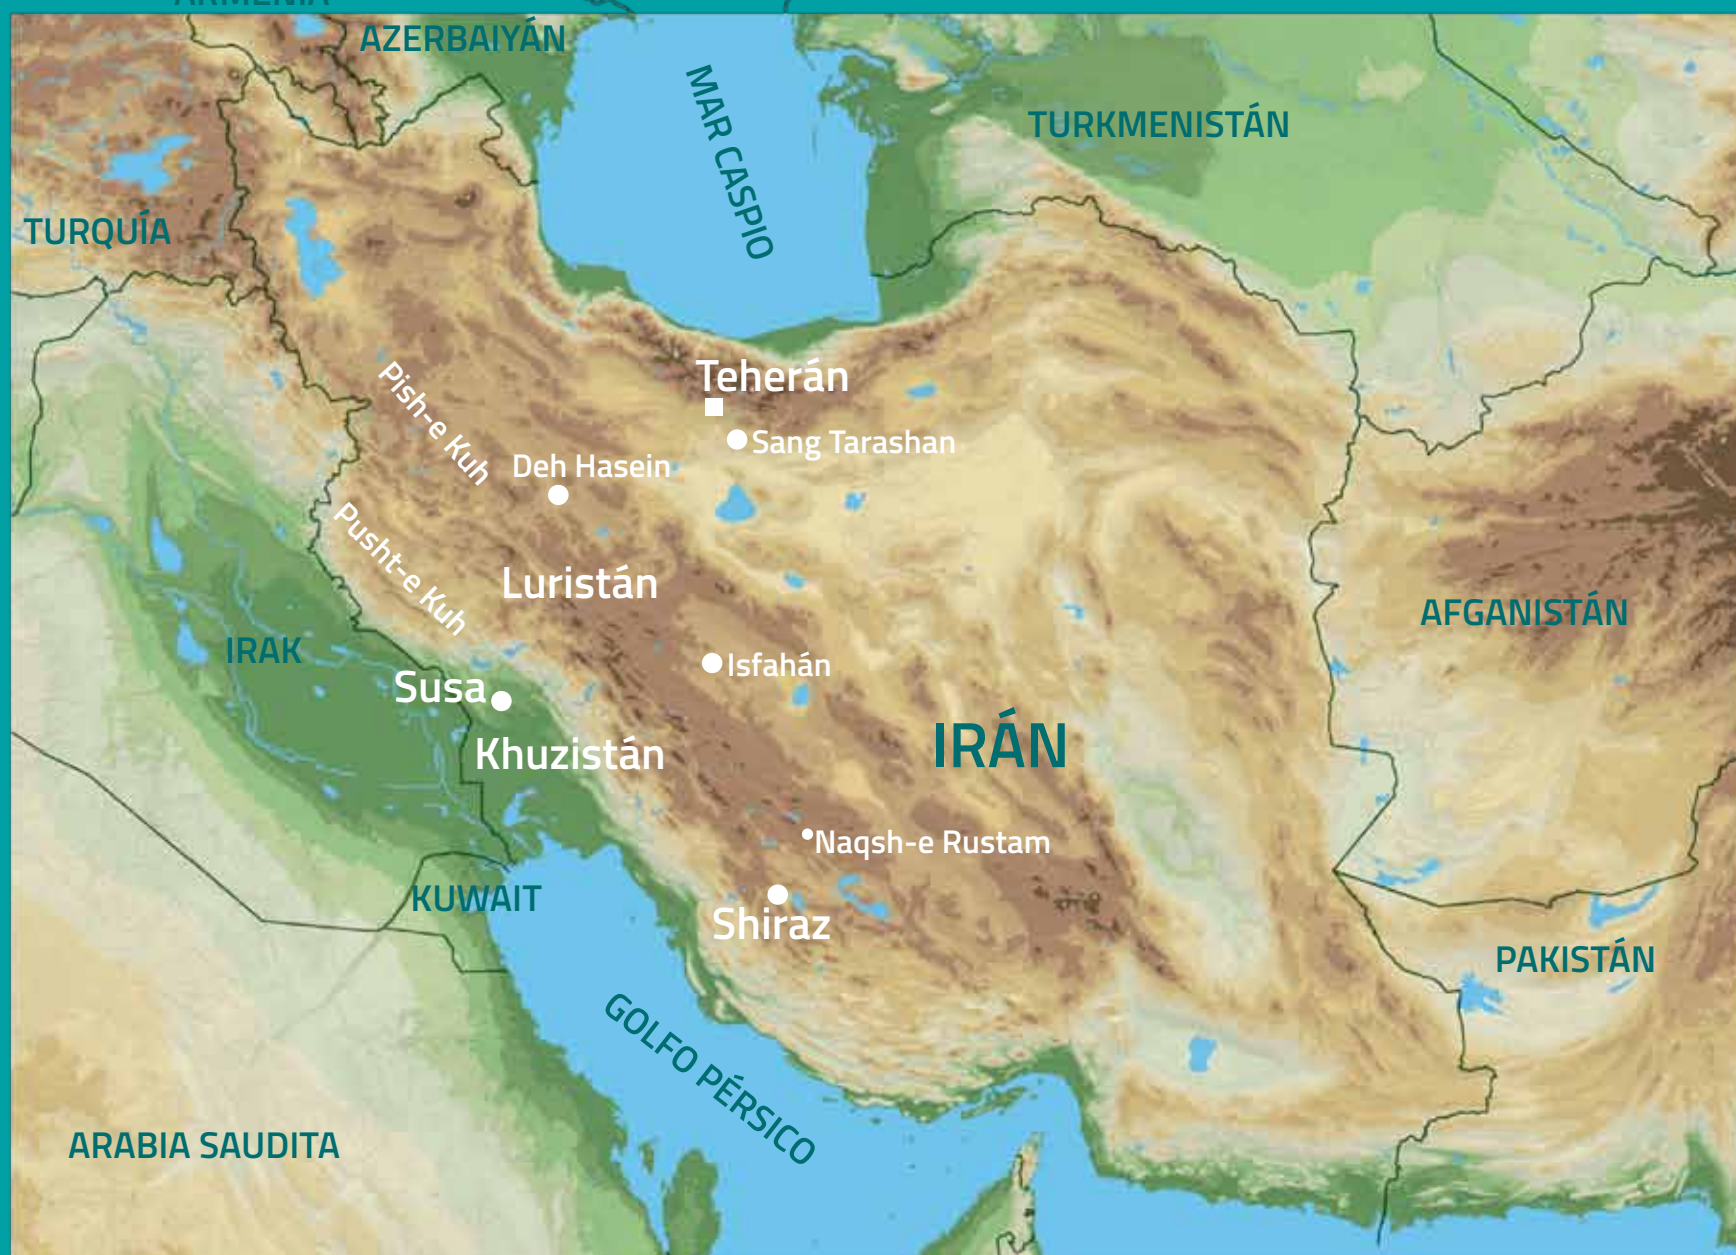 ARMENIA
AZERBAIYÁN
MAR CASPIO
TURKMENISTÁN
TURQUÍA
Teherán
Pish-e Kuh
Sang Tarashan
Deh Hasein
Pusht-e Kuh
Luristán
AFGANISTÁN
IRAK
Isfahán
Susa
IRÁN
Khuzistán
Naqsh-e Rustam
KUWAIT
Shiraz
PAKISTÁN
GOLFO PÉRSICO
ARABIA SAUDITA